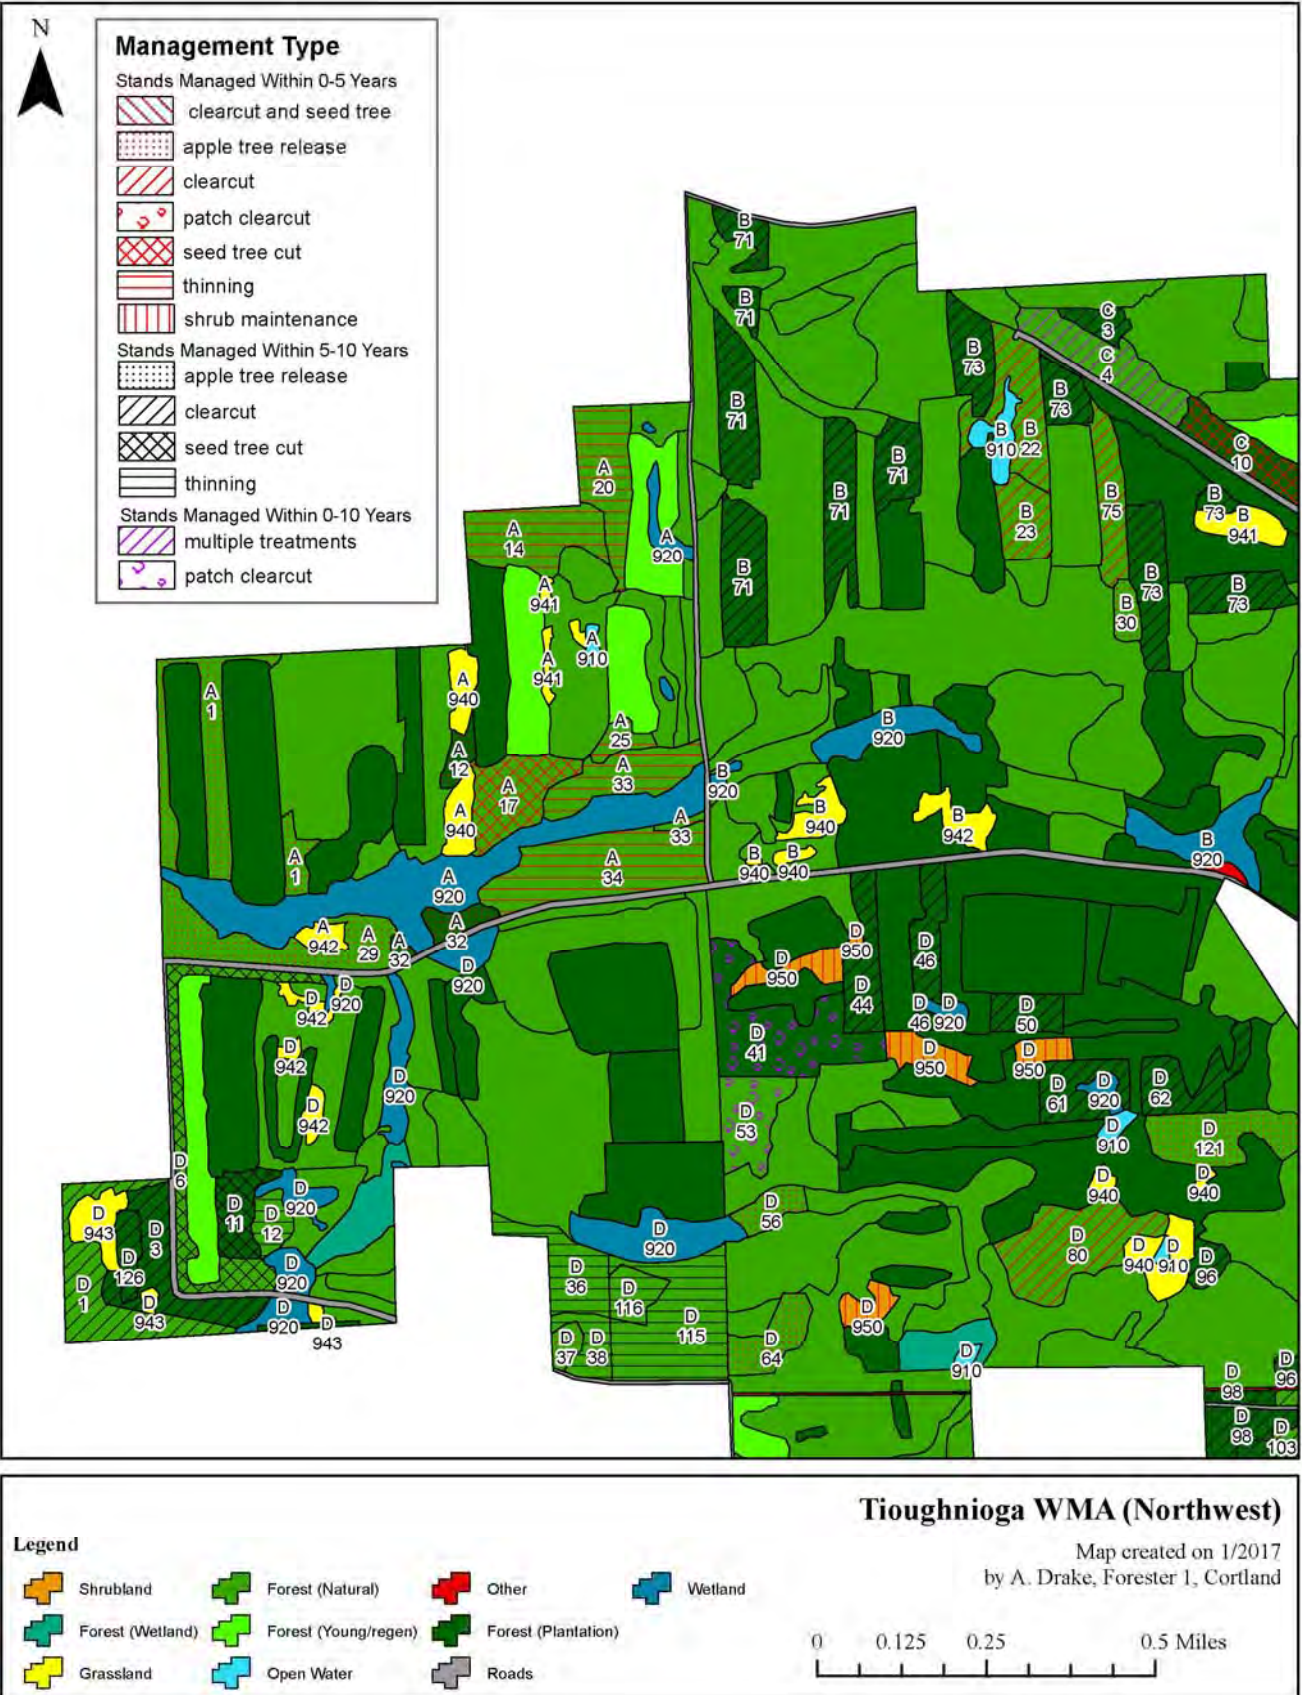 N
Management Type
Stands Managed Within 0-5 Years
clearcut and seed tree
apple tree release
clearcut
patch clearcut
seed tree cut
thinning
shrub maintenance
Stands Managed Within 5-10 Years
apple tree release
clearcut
seed tree cut
thinning
Stands Managed Within 0-10 Years
multiple treatments
patch clearcut
B
71
B
71
C
3
B
73
C
4
B
73
B
71
B
910
B
22
C
10
A
20
B
71
B
71
B
75
B
73
B
941
B
23
A
14
A
920
B
71
B
73
B
73
A
941
B
30
A
910
A
941
A
940
A
1
A
25
B
920
A
12
A
33
B
920
A
17
A
940
B
940
B
942
A
33
B
920
B
940
B
940
A
1
A
34
A
920
A
32
A
942
A
29
A
32
D
950
D
950
D
46
D
920
D
920
D
942
D
44
D
46
D
920
D
50
D
41
D
942
D
950
D
950
D
920
D
61
D
920
D
62
D
942
D
53
D
910
D
121
D
6
D
940
D
940
D
920
D
943
D
11
D
12
D
56
D
3
D
920
D
80
D
940
D
910
D
96
D
126
D
920
D
36
D
116
D
1
D
943
D
920
D
943
D
115
D
950
D
37
D
38
D
64
D
910
D
98
D
96
D
98
D
103
Tioughnioga WMA (Northwest)
Map created on 1/2017
by A. Drake, Forester 1, Cortland
Legend
Shrubland
Forest (Natural)
Other
Wetland
Forest (Wetland)
Forest (Young/regen)
Forest (Plantation)
Grassland
Open Water
Roads
0 0.125 0.25 0.5 Miles